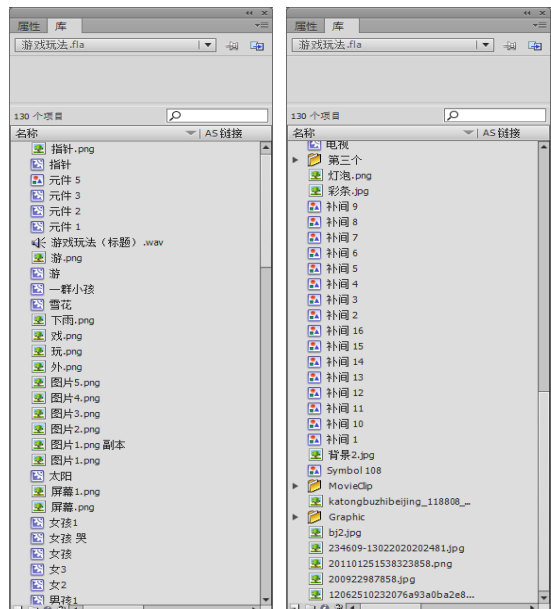 属性 库
游戏玩法.fla
130 个项目
名称 AS 链接
指针.png
指针
元件 5
元件 3
元件 2
元件 1
游戏玩法（标题）.wav
游.png
游
一群小孩
雪花
下雨.png
戏.png
玩.png
外.png
图片5.png
图片4.png
图片3.png
图片2.png
图片1.png 副本
图片1.png
太阳
屏幕1.png
屏幕.png
女孩1
女孩 哭
女孩
女3
女2
男孩1
属性 库
游戏玩法.fla
130 个项目
名称 AS 链接
电视
第三个
灯泡.png
彩条.jpg
补间 9
补间 8
补间 7
补间 6
补间 5
补间 4
补间 3
补间 2
补间 16
补间 15
补间 14
补间 13
补间 12
补间 11
补间 10
补间 1
背景2.jpg
Symbol 108
MovieClip
katongbuzhibeijing_118808_...
Graphic
bj2.jpg
234609-13022020202481.jpg
201101251538323858.png
200922987858.jpg
12062510232076a93a0ba2e8...